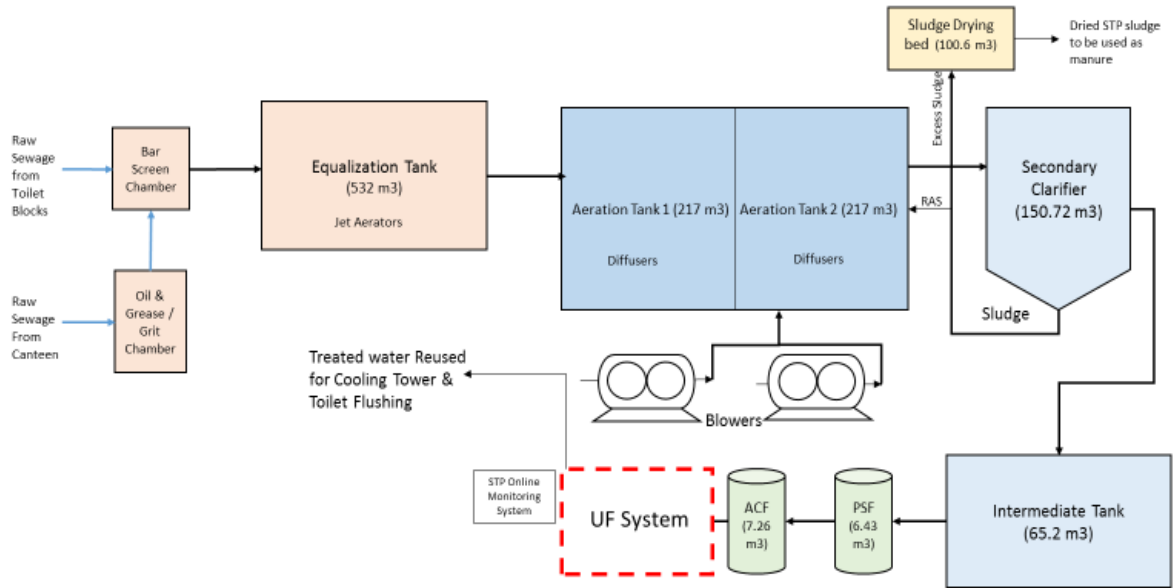 Sludge Drying
bed (100.6 m3)
Dried STP sludge
to be used as
manure
Excess Sludge
Raw
Sewage
from
Toilet
Blocks
Bar
Screen
Chamber
Equalization Tank
(532 m3)
Jet Aerators
Aeration Tank 1 (217 m3)
Diffusers
Aeration Tank 2 (217 m3)
Diffusers
RAS
Secondary
Clarifier
(150.72 m3)
Sludge
Raw
Sewage
From
Canteen
Oil &
Grease /
Grit
Chamber
Treated water Reused
for Cooling Tower &
Toilet Flushing
Blowers
STP Online
Monitoring
System
UF System
ACF
(7.26
m3)
PSF
(6.43
m3)
Intermediate Tank
(65.2 m3)